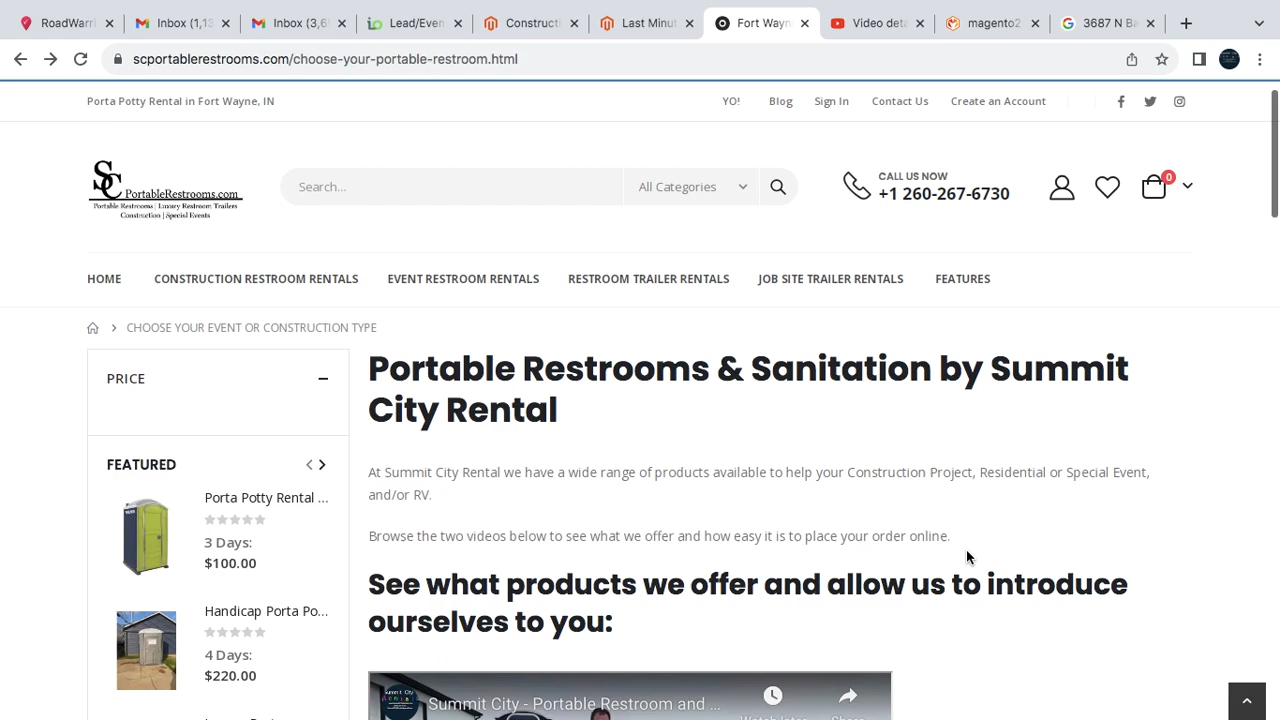 RoadWarri
Inbox (1,13
Inbox (3,6
Lead/Even
Constructi
Last Minut
Fort Wayn
Video deta
magento2
3687 N Ba
scportablerestrooms.com/choose-your-portable-restroom.html
Porta Potty Rental in Fort Wayne, IN
YO!
Blog
Sign In
Contact Us
Create an Account
SC PortableRestrooms.com
Portable Restrooms | Luxury Restroom Trailers
Construction | Special Events
Search...
All Categories
CALL US NOW
+1 260-267-6730
0
HOME
CONSTRUCTION RESTROOM RENTALS
EVENT RESTROOM RENTALS
RESTROOM TRAILER RENTALS
JOB SITE TRAILER RENTALS
FEATURES
CHOOSE YOUR EVENT OR CONSTRUCTION TYPE
PRICE
FEATURED
Porta Potty Rental ...
3 Days:
$100.00
Handicap Porta Po...
4 Days:
$220.00
Portable Restrooms & Sanitation by Summit
City Rental
At Summit City Rental we have a wide range of products available to help your Construction Project, Residential or Special Event,
and/or RV.
Browse the two videos below to see what we offer and how easy it is to place your order online.
See what products we offer and allow us to introduce
ourselves to you:
Summit City - Portable Restroom and ...